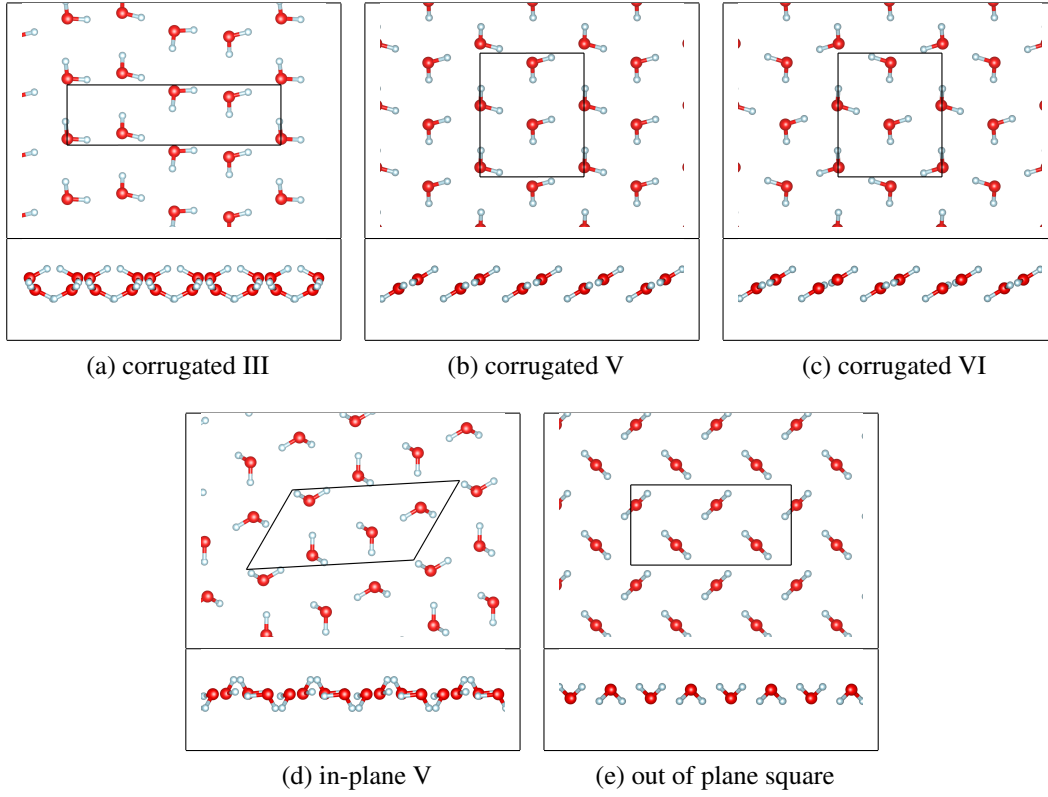 (a) corrugated III
(b) corrugated V
(c) corrugated VI
(d) in-plane V
(e) out of plane square